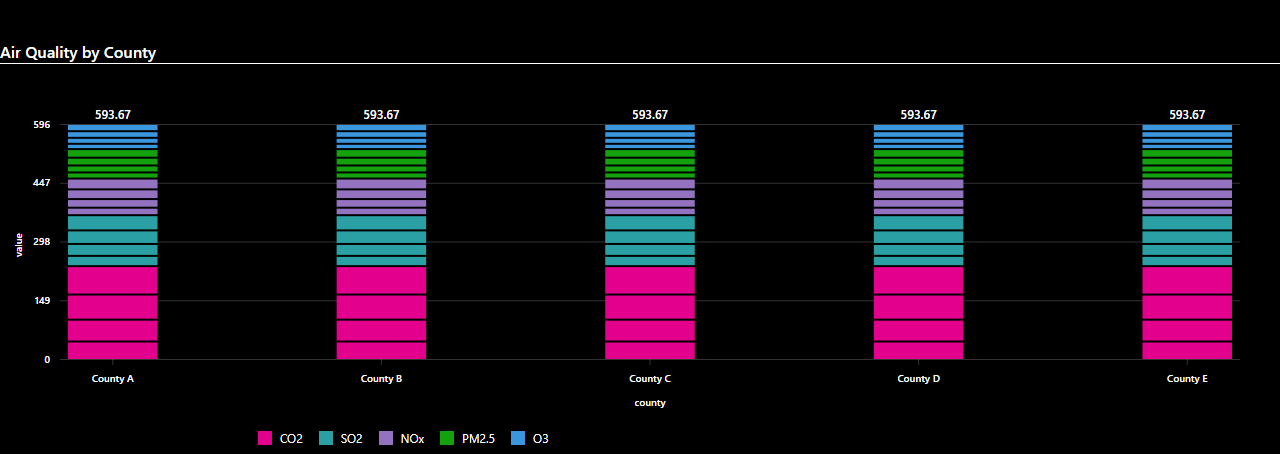 Air Quality by County
593.67 593.67 593.67 593.67 593.67
596
447
298
149
0
value
County A County B County C County D County E
county
CO2 SO2 NOx PM2.5 O3